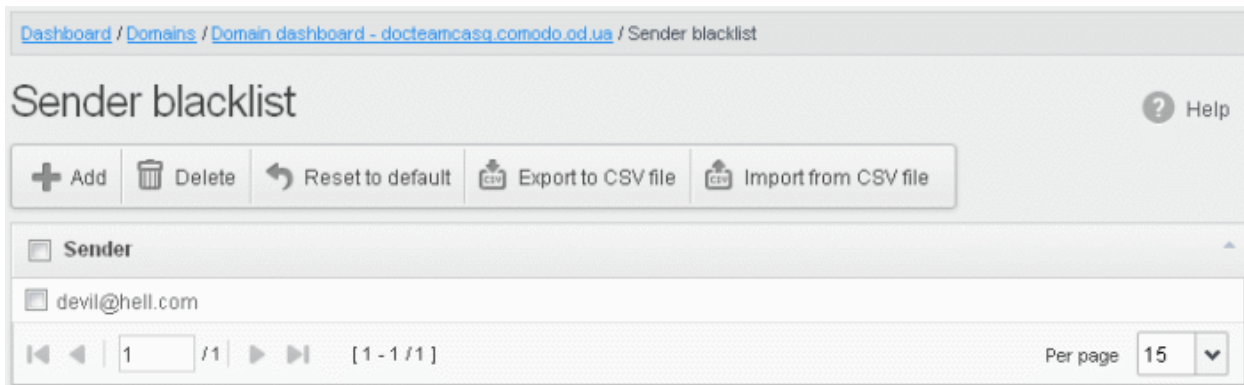 Dashboard / Domains / Domain dashboard - docteamcasg.comodo.od.ua / Sender blacklist
Sender blacklist
Help
Add Delete Reset to default Export to CSV file Import from CSV file
Sender
devil@hell.com
1 /1 [ 1 - 1 / 1 ] Per page 15